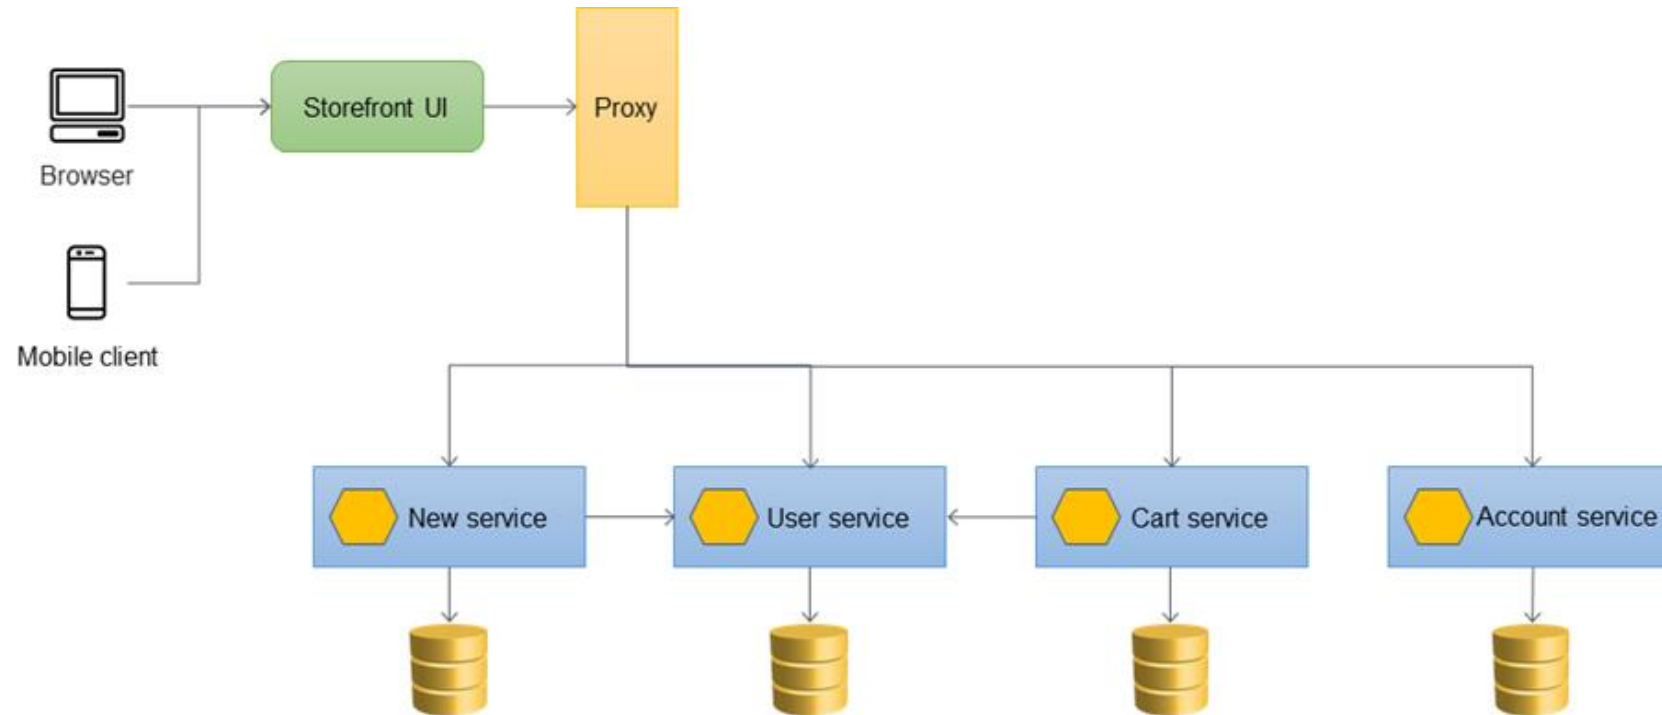 Storefront UI
Proxy
Browser
Mobile client
New service
User service
Cart service
Account service